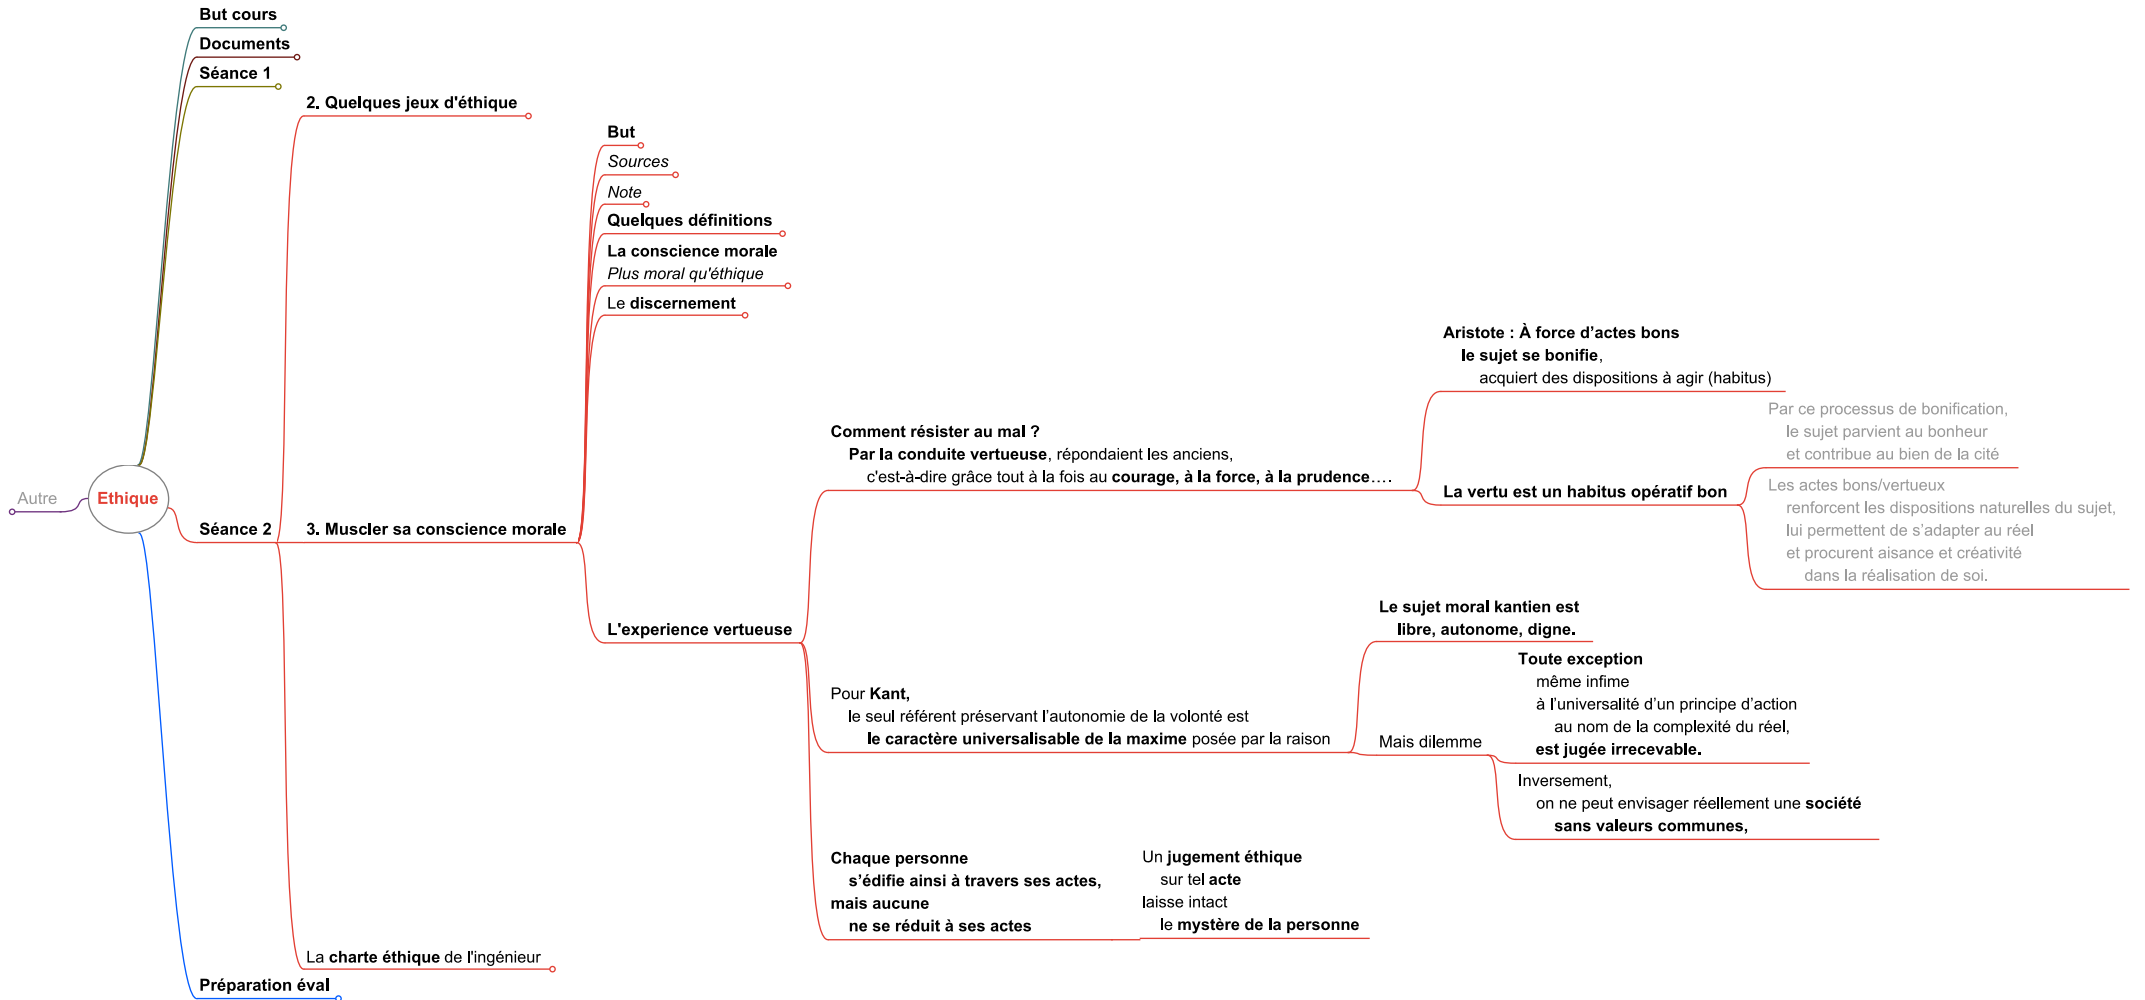 But cours
Documents
Séance 1
2. Quelques jeux d'éthique
But
Sources
Note
Quelques définitions
La conscience morale
Plus moral qu'éthique
Le discernement
Aristote : À force d’actes bons
le sujet se bonifie,
acquiert des dispositions à agir (habitus)
Par ce processus de bonification,
le sujet parvient au bonheur
et contribue au bien de la cité
Comment résister au mal ?
Par la conduite vertueuse, répondaient les anciens,
c'est-à-dire grâce tout à la fois au courage, à la force, à la prudence….
La vertu est un habitus opératif bon
Les actes bons/vertueux
renforcent les dispositions naturelles du sujet,
lui permettent de s’adapter au réel
et procurent aisance et créativité
dans la réalisation de soi.
Autre
Ethique
Séance 2
3. Muscler sa conscience morale
L'experience vertueuse
Le sujet moral kantien est
libre, autonome, digne.
Pour Kant,
le seul référent préservant l’autonomie de la volonté est
le caractère universalisable de la maxime posée par la raison
Mais dilemme
Toute exception
même infime
à l’universalité d’un principe d’action
au nom de la complexité du réel,
est jugée irrecevable.
Inversement,
on ne peut envisager réellement une société
sans valeurs communes,
Chaque personne
s’édifie ainsi à travers ses actes,
mais aucune
ne se réduit à ses actes
Un jugement éthique
sur tel acte
laisse intact
le mystère de la personne
La charte éthique de l'ingénieur
Préparation éval